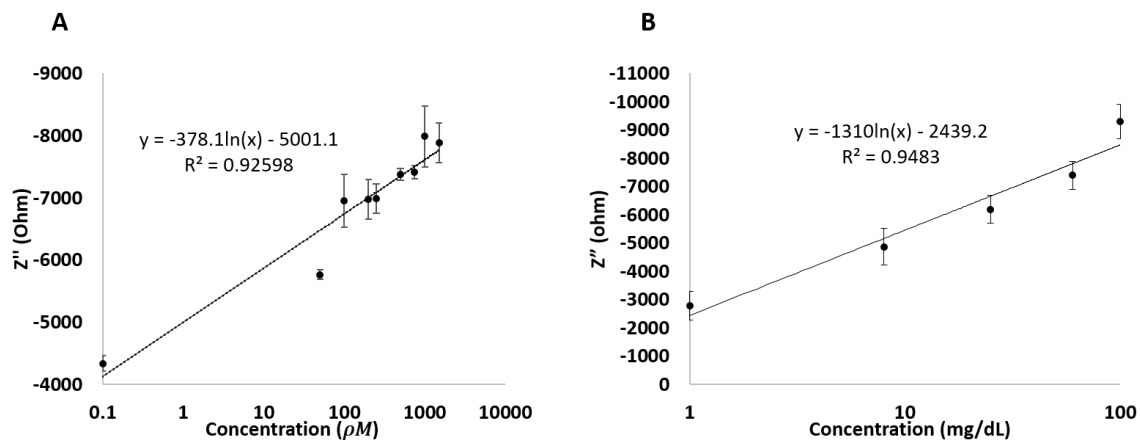 A
-9000
-8000
-7000
-6000
-5000
-4000
Z'' (Ohm)
y = -378.1ln(x) - 5001.1
R² = 0.92598
0.1 1 10 100 1000 10000
Concentration (ρM)
B
-11000
-10000
-9000
-8000
-7000
-6000
-5000
-4000
-3000
-2000
-1000
0
Z″ (ohm)
y = -1310ln(x) - 2439.2
R² = 0.9483
1 10 100
Concentration (mg/dL)